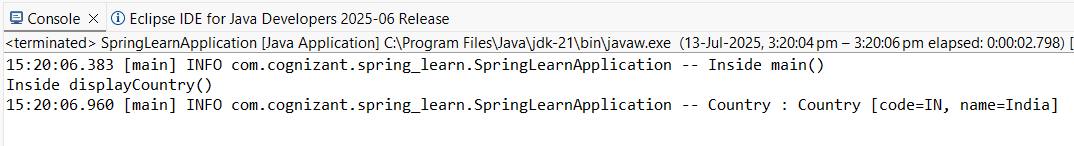 Console Eclipse IDE for Java Developers 2025-06 Release
<terminated> SpringLearnApplication [Java Application] C:\Program Files\Java\jdk-21\bin\javaw.exe (13-Jul-2025, 3:20:04 pm – 3:20:06 pm elapsed: 0:00:02.798) [
15:20:06.383 [main] INFO com.cognizant.spring_learn.SpringLearnApplication -- Inside main()
Inside displayCountry()
15:20:06.960 [main] INFO com.cognizant.spring_learn.SpringLearnApplication -- Country : Country [code=IN, name=India]